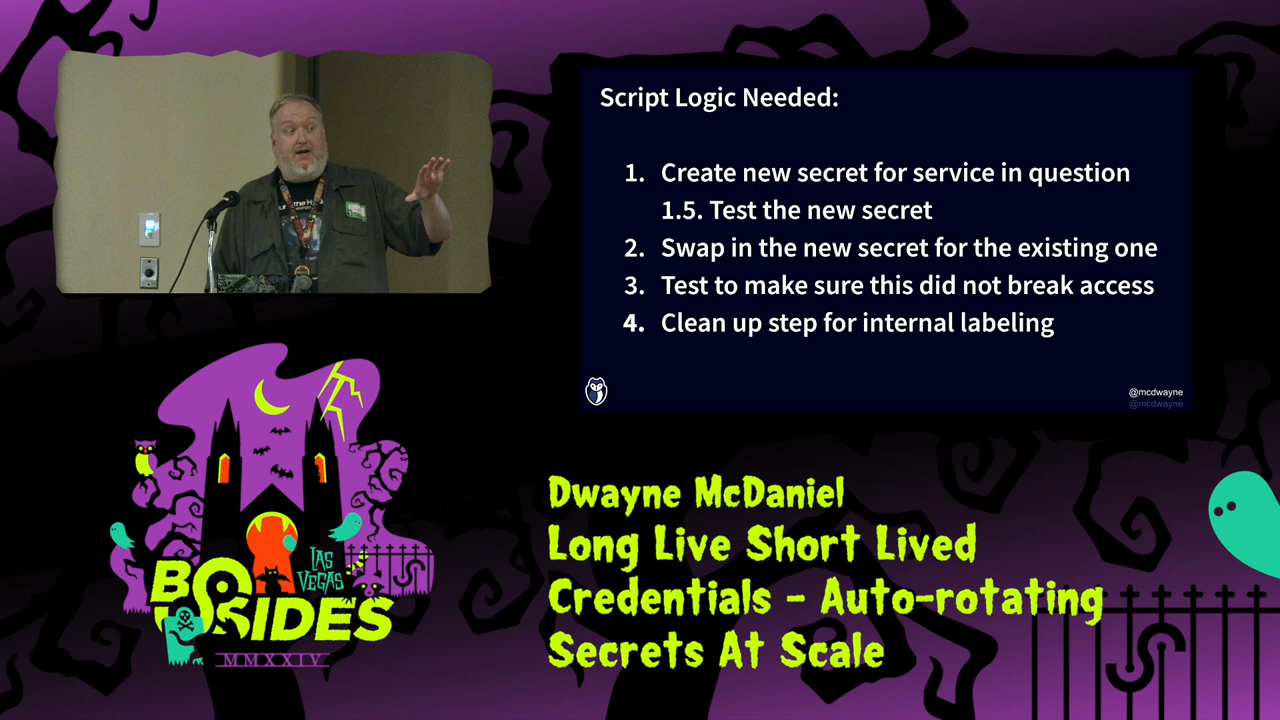 Script Logic Needed:
1. Create new secret for service in question
1.5. Test the new secret
2. Swap in the new secret for the existing one
3. Test to make sure this did not break access
4. Clean up step for internal labeling
@mcdwayne
@mcdwayne
BSIDES
LAS
VEGAS
MMXXIV
Dwayne McDaniel
Long Live Short Lived
Credentials - Auto-rotating
Secrets At Scale